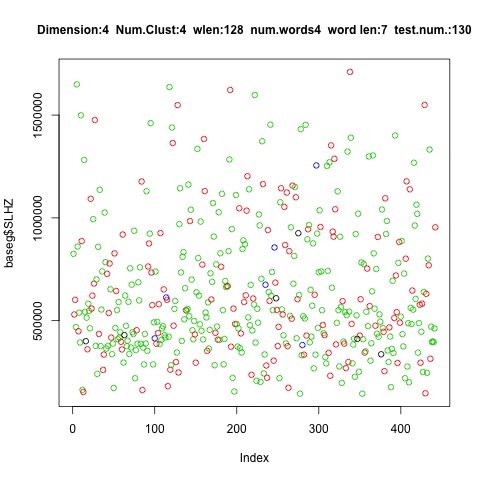 Dimension:4 Num.Clust:4 wlen:128 num.words4 word len:7 test.num.:130
1500000
1000000
500000
baseg$SLHZ
0 100 200 300 400
Index